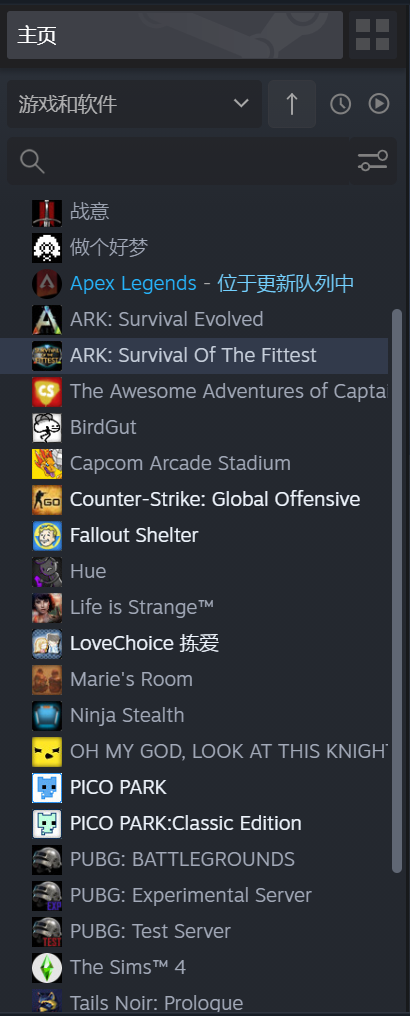 主页
游戏和软件
战意
做个好梦
Apex Legends - 位于更新队列中
ARK: Survival Evolved
ARK: Survival Of The Fittest
The Awesome Adventures of Captai
BirdGut
Capcom Arcade Stadium
Counter-Strike: Global Offensive
Fallout Shelter
Hue
Life is Strange™
LoveChoice 拣爱
Marie's Room
Ninja Stealth
OH MY GOD, LOOK AT THIS KNIGHT
PICO PARK
PICO PARK:Classic Edition
PUBG: BATTLEGROUNDS
PUBG: Experimental Server
PUBG: Test Server
The Sims™ 4
Tails Noir: Prologue